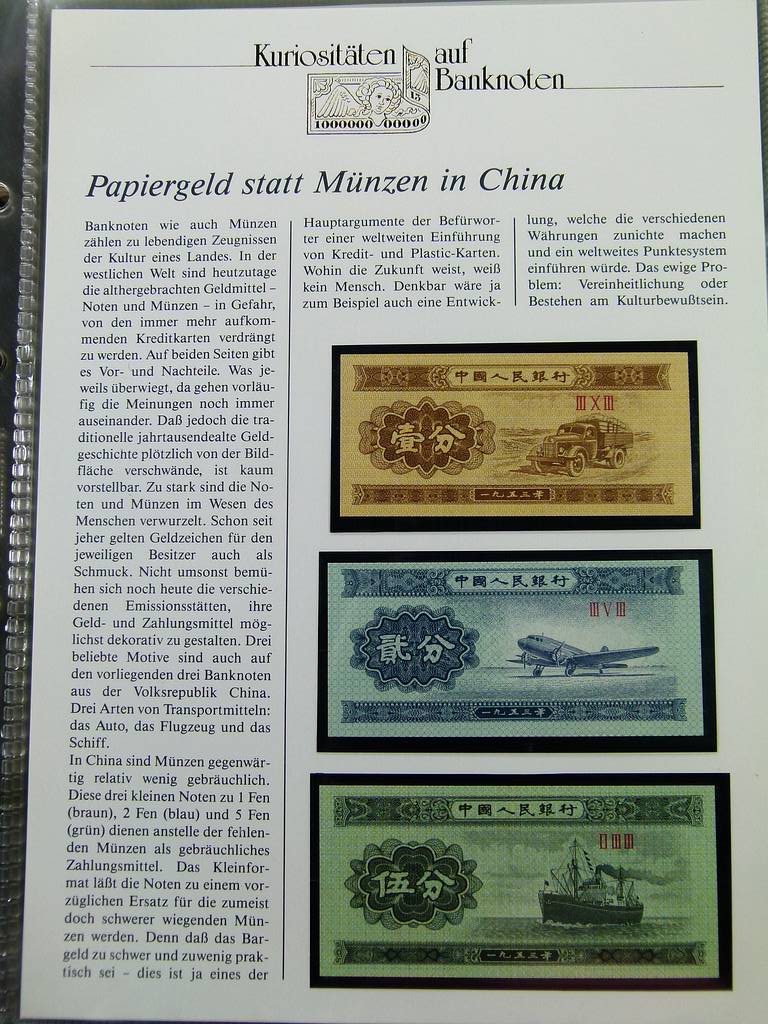 Kuriositäten auf
Banknoten
1000000 00000
Papiergeld statt Münzen in China
Banknoten wie auch Münzen
zählen zu lebendigen Zeugnissen
der Kultur eines Landes. In der
westlichen Welt sind heutzutage
die althergebrachten Geldmittel –
Noten und Münzen – in Gefahr,
von den immer mehr aufkom-
menden Kreditkarten verdrängt
zu werden. Auf beiden Seiten gibt
es Vor- und Nachteile. Was je-
weils überwiegt, da gehen vorläu-
fig die Meinungen noch immer
auseinander. Daß jedoch die tra-
ditionelle jahrtausendealte Geld-
geschichte plötzlich von der Bild-
fläche verschwände, ist kaum
vorstellbar. Zu stark sind die No-
ten und Münzen im Wesen des
Menschen verwurzelt. Schon seit
jeher gelten Geldzeichen für den
jeweiligen Besitzer auch als
Schmuck. Nicht umsonst bemü-
hen sich noch heute die verschie-
denen Emissionsstätten, ihre
Geld- und Zahlungsmittel mög-
lichst dekorativ zu gestalten. Drei
beliebte Motive sind auch auf
den vorliegenden drei Banknoten
aus der Volksrepublik China.
Drei Arten von Transportmitteln:
das Auto, das Flugzeug und das
Schiff.
In China sind Münzen gegenwär-
tig relativ wenig gebräuchlich.
Diese drei kleinen Noten zu 1 Fen
(braun), 2 Fen (blau) und 5 Fen
(grün) dienen anstelle der fehlen-
den Münzen als gebräuchliches
Zahlungsmittel. Das Kleinfor-
mat läßt die Noten zu einem vor-
züglichen Ersatz für die zumeist
doch schwerer wiegenden Mün-
zen werden. Denn daß das Bar-
geld zu schwer und zuwenig prak-
tisch sei – dies ist ja eines der
Hauptargumente der Befürwor-
ter einer weltweiten Einführung
von Kredit- und Plastic-Karten.
Wohin die Zukunft weist, weiß
kein Mensch. Denkbar wäre ja
zum Beispiel auch eine Entwick-
lung, welche die verschiedenen
Währungen zunichte machen
und ein weltweites Punktesystem
einführen würde. Das ewige Pro-
blem: Vereinheitlichung oder
Bestehen am Kulturbewußtsein.
中國人民銀行
III X III
壹分
一九五三年
中國人民銀行
III V III
貳分
一九五三年
中國人民銀行
伍分
一九五三年